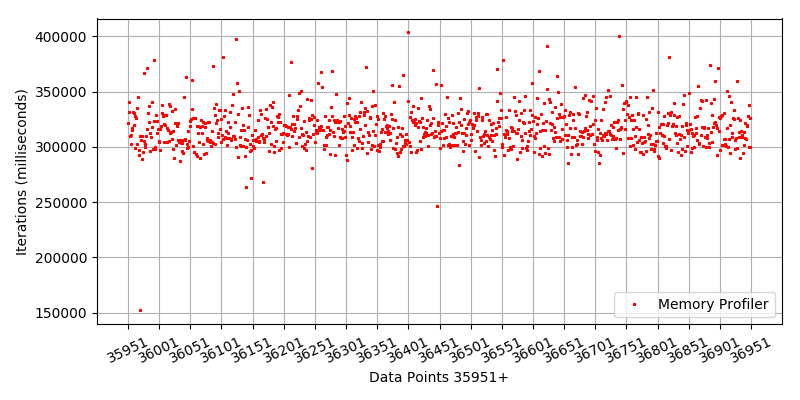 400000
350000
300000
250000
200000
150000
Iterations (milliseconds)
Memory Profiler
35951 36001 36051 36101 36151 36201 36251 36301 36351 36401 36451 36501 36551 36601 36651 36701 36751 36801 36851 36901 36951
Data Points 35951+